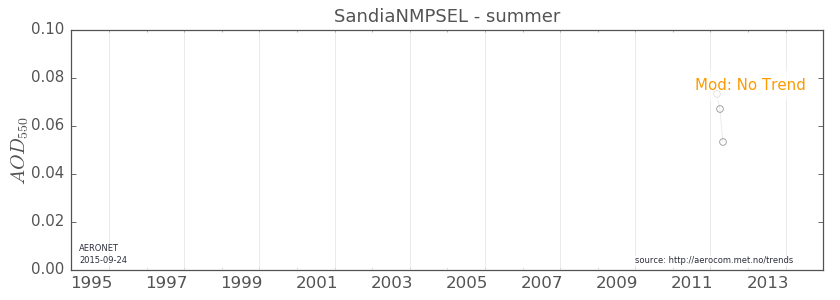 SandiaNMPSEL - summer
0.10
0.08
0.06
0.04
0.02
0.00
AOD550
Mod: No Trend
AERONET
2015-09-24
source: http://aerocom.met.no/trends
1995 1997 1999 2001 2003 2005 2007 2009 2011 2013